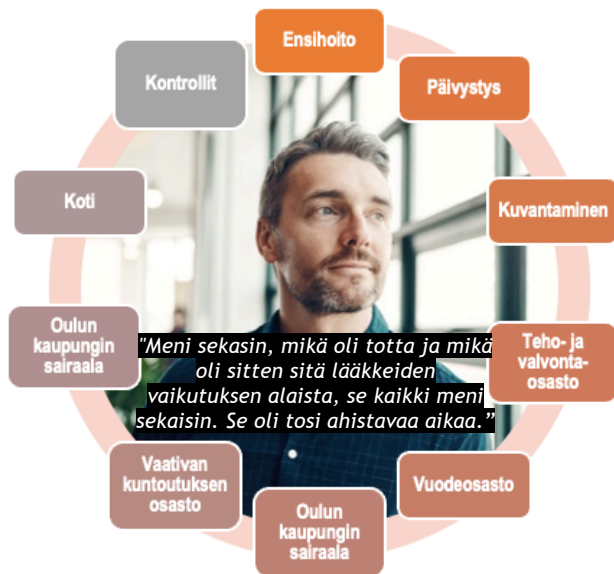 Ensihoito
Päivystys
Kuvantaminen
Teho- ja
valvonta-
osasto
Vuodeosasto
Oulun
kaupungin
sairaala
Vaativan
kuntoutuksen
osasto
Oulun
kaupungin
sairaala
Koti
Kontrollit
"Meni sekasin, mikä oli totta ja mikä
oli sitten sitä lääkkeiden
vaikutuksen alaista, se kaikki meni
sekaisin. Se oli tosi ahistavaa aikaa.”